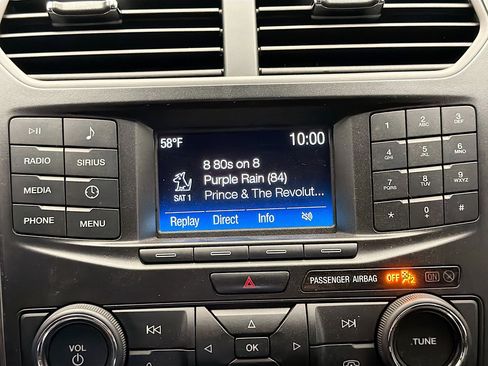 58°F 10:00
8 80s on 8
Purple Rain (84)
SAT 1 Prince & The Revolut...
Replay Direct Info
RADIO SIRIUS
MEDIA
PHONE MENU
1 2 ABC 3 DEF
4 GHI 5 JKL 6 MNO
7 PQRS 8 TUV 9 WXYZ
* 0 + #
PASSENGER AIRBAG OFF 2 ON
VOL
OK
TUNE